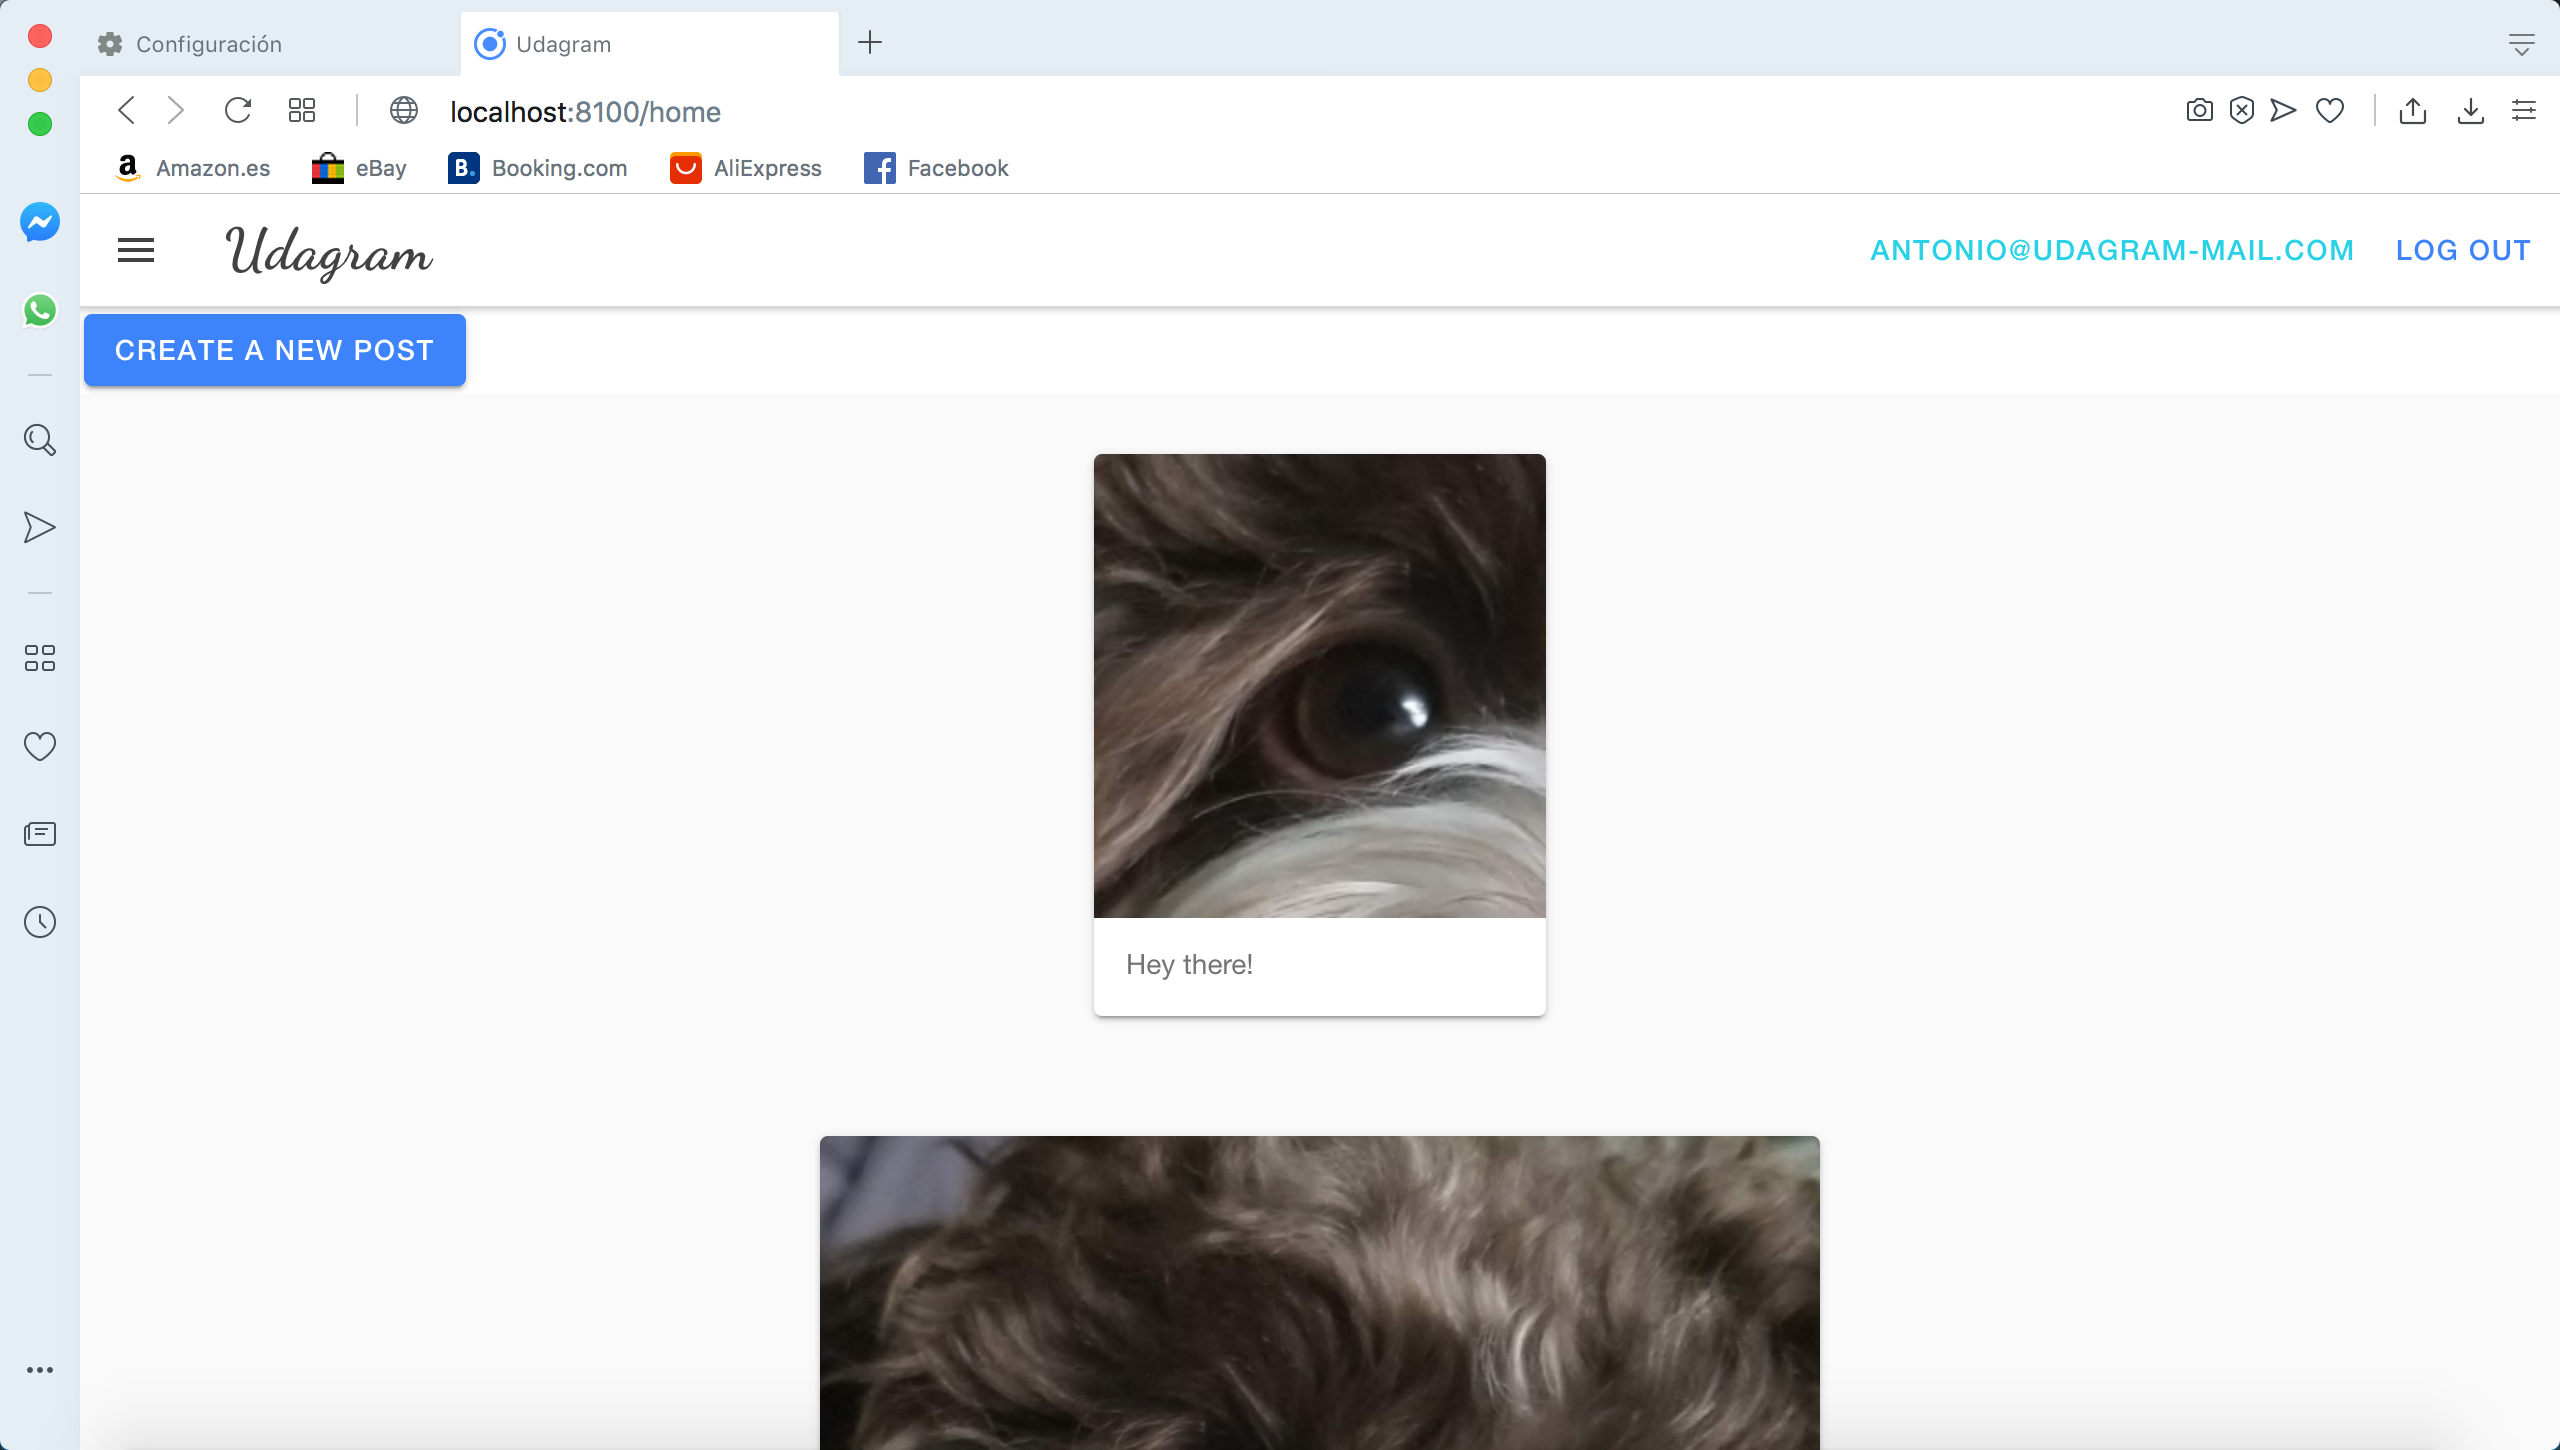 Configuración
Udagram
localhost:8100/home
a Amazon.es
eBay
B. Booking.com
AliExpress
f Facebook
Udagram
ANTONIO@UDAGRAM-MAIL.COM
LOG OUT
CREATE A NEW POST
Hey there!